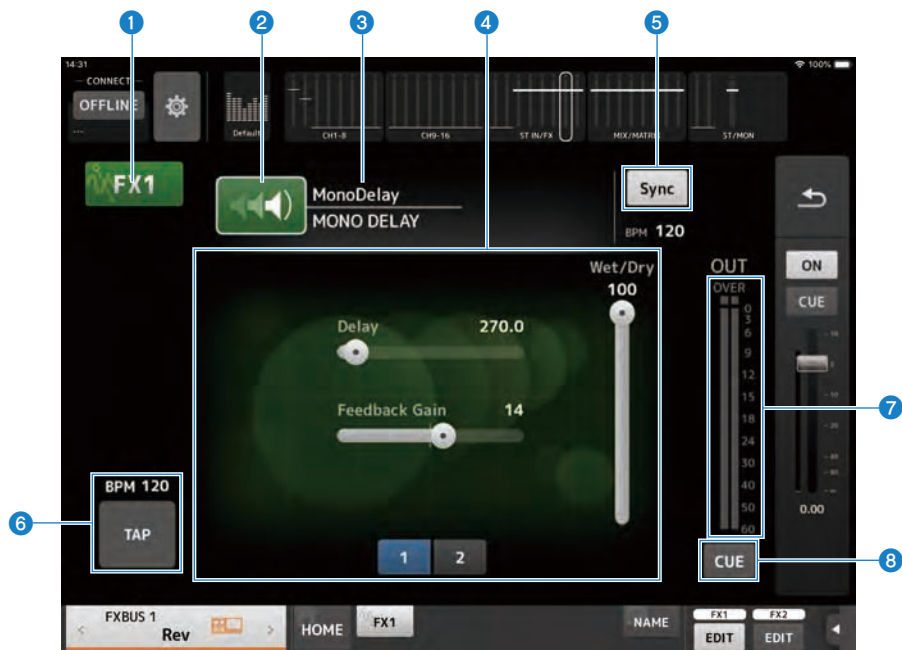 1 2 3 4 5
14:31
100%
CONNECT
OFFLINE
---
Default
CH1-8
CH9-16
ST IN/FX
MIX/MATRIX
ST/MON
FX1
MonoDelay
MONO DELAY
Sync
BPM 120
Wet/Dry
100
OUT
OVER
0
3
6
9
12
15
18
24
30
40
50
60
ON
CUE
0.00
Delay 270.0
Feedback Gain 14
1 2
BPM 120
TAP
6
7
8
CUE
FXBUS 1
Rev
HOME
FX1
NAME
FX1
EDIT
FX2
EDIT